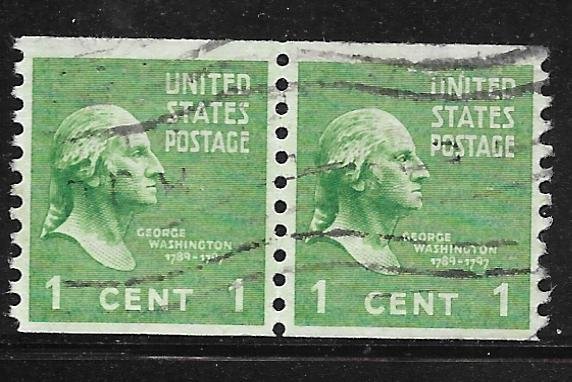 UNITED
STATES
POSTAGE
GEORGE
WASHINGTON
1789-1797
1 CENT 1
UNITED
STATES
POSTAGE
GEORGE
WASHINGTON
1789-1797
1 CENT 1